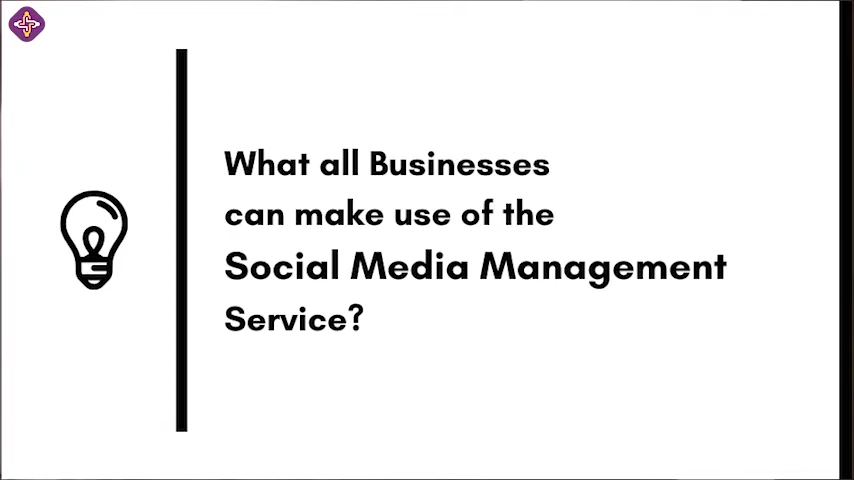 What all Businesses
can make use of the
Social Media Management
Service?